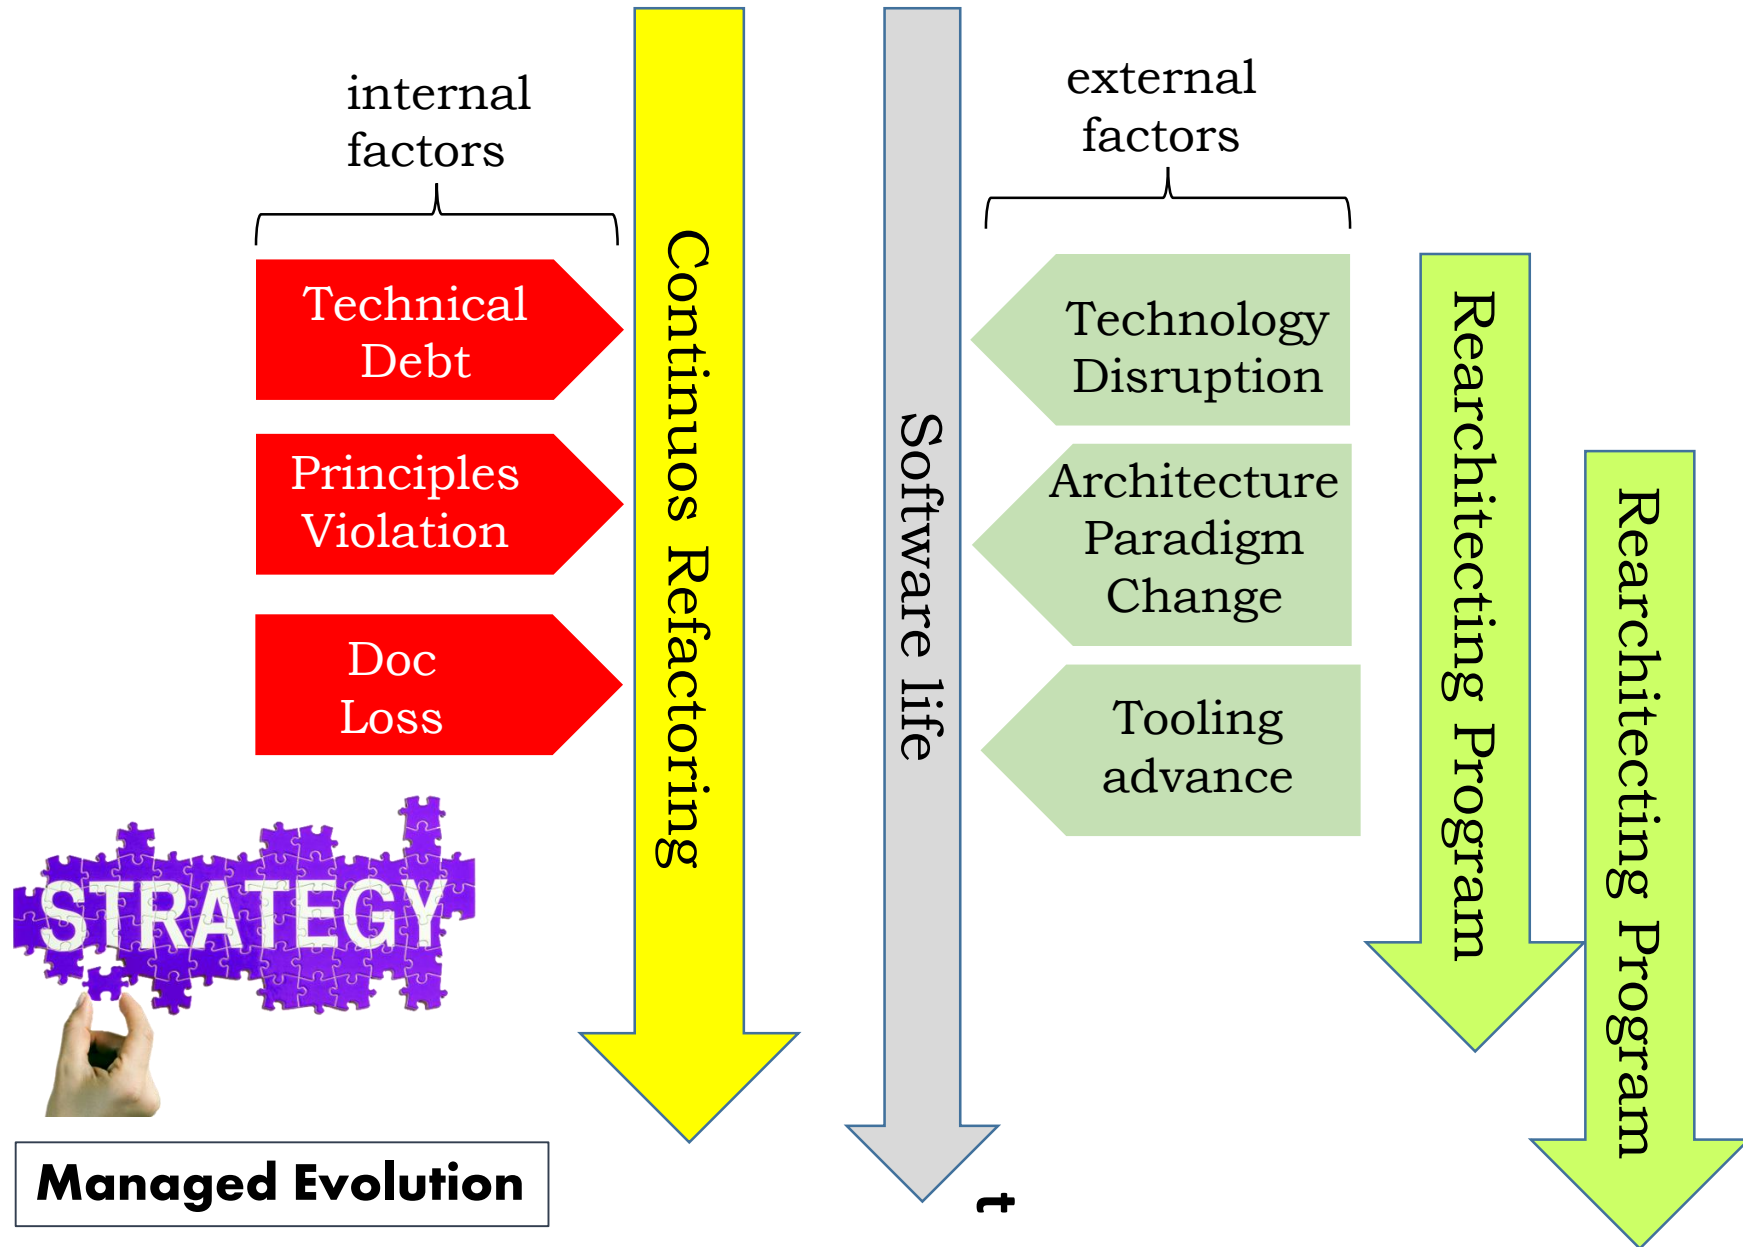 internal
factors
Technical
Debt
Principles
Violation
Doc
Loss
STRATEGY
Managed Evolution
Continuos Refactoring
Software life
t
external
factors
Technology
Disruption
Architecture
Paradigm
Change
Tooling
advance
Rearchitecting Program
Rearchitecting Program